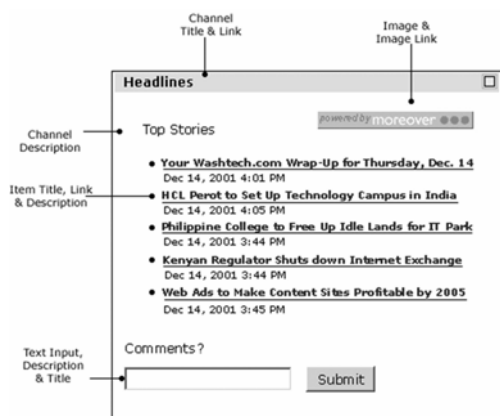 Channel
Title & Link
Image &
Image Link
Headlines
powered by moreover
Channel
Description
Top Stories
Your Washtech.com Wrap-Up for Thursday, Dec. 14
Dec 14, 2001 4:01 PM
Item Title, Link
& Description
HCL Perot to Set Up Technology Campus in India
Dec 14, 2001 4:05 PM
Philippine College to Free Up Idle Lands for IT Park
Dec 14, 2001 3:44 PM
Kenyan Regulator Shuts down Internet Exchange
Dec 14, 2001 3:44 PM
Web Ads to Make Content Sites Profitable by 2005
Dec 14, 2001 3:45 PM
Text Input,
Description
& Title
Comments?
Submit